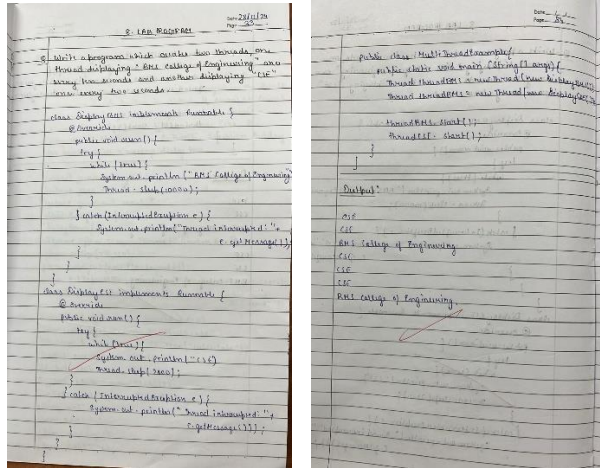 Date 28/12/24
Page 33
8. LAB PROGRAM
Q. Write a program which creates two threads, one
thread displaying "BMS College of Engineering" once
every ten seconds and another displaying "CSE"
once every two seconds.
class DisplayBMS implements Runnable {
@Override
public void run() {
try {
while (true) {
System.out.println ("BMS College of Engineering"
Thread.sleep (10000);
}
} catch (InterruptedException e) {
System.out.println ("Thread interrupted: " +
e.getMessage());
}
}
}
class DisplayCSE implements Runnable {
@Override
public void run() {
try {
while (true) {
System.out.println ("CSE")
Thread.sleep (2000);
}
} catch (InterruptedException e) {
System.out.println ("Thread interrupted: " +
e.getMessage());
}
}
}
Date
Page
public class MultiThreadExample {
public static void main (String[] args) {
Thread threadBMS = new Thread (new DisplayBMS
Thread threadBMS = new Thread (new Display
threadBMS.start();
threadCSE.start();
}
}
Output:
CSE
CSE
BMS College of Engineering
CSE
CSE
CSE
BMS College of Engineering.